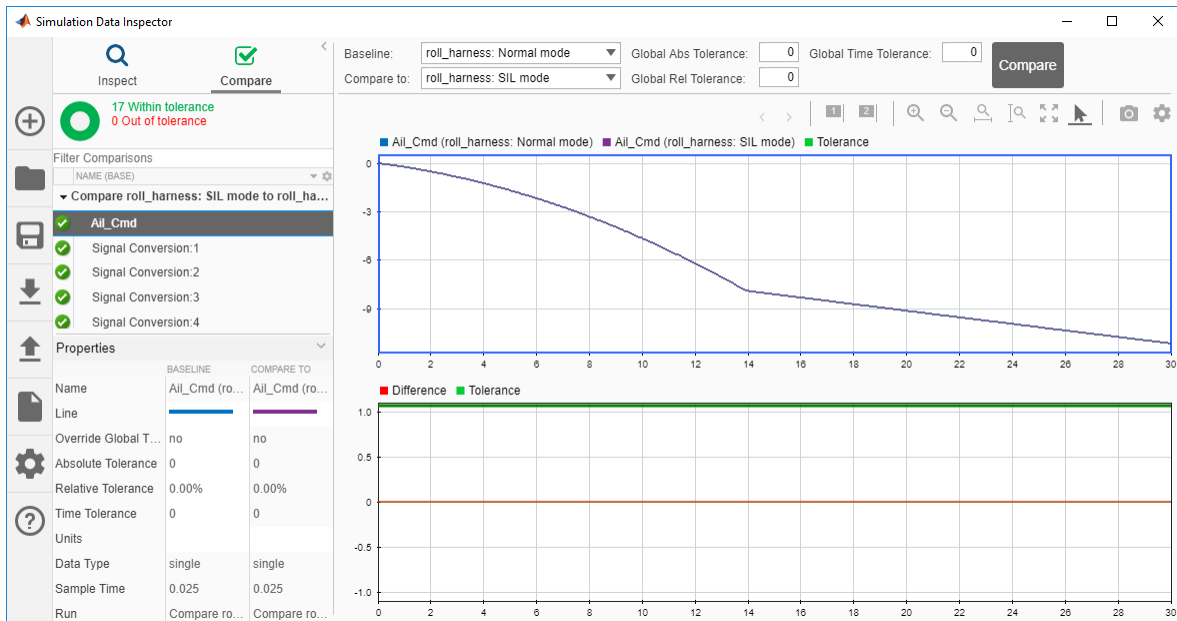 Simulation Data Inspector
Inspect
Compare
17 Within tolerance
0 Out of tolerance
Filter Comparisons
NAME (BASE)
Compare roll_harness: SIL mode to roll_ha...
Ail_Cmd
Signal Conversion:1
Signal Conversion:2
Signal Conversion:3
Signal Conversion:4
Properties
BASELINE COMPARE TO
Name Ail_Cmd (ro... Ail_Cmd (ro...
Line
Override Global T... no no
Absolute Tolerance 0 0
Relative Tolerance 0.00% 0.00%
Time Tolerance 0 0
Units
Data Type single single
Sample Time 0.025 0.025
Run Compare ro... Compare ro...
Baseline: roll_harness: Normal mode Global Abs Tolerance: 0 Global Time Tolerance: 0
Compare to: roll_harness: SIL mode Global Rel Tolerance: 0
Compare
1 2
Ail_Cmd (roll_harness: Normal mode) Ail_Cmd (roll_harness: SIL mode) Tolerance
0
-3
-6
-9
0 2 4 6 8 10 12 14 16 18 20 22 24 26 28 30
Difference Tolerance
1.0
0.5
0
-0.5
-1.0
0 2 4 6 8 10 12 14 16 18 20 22 24 26 28 30